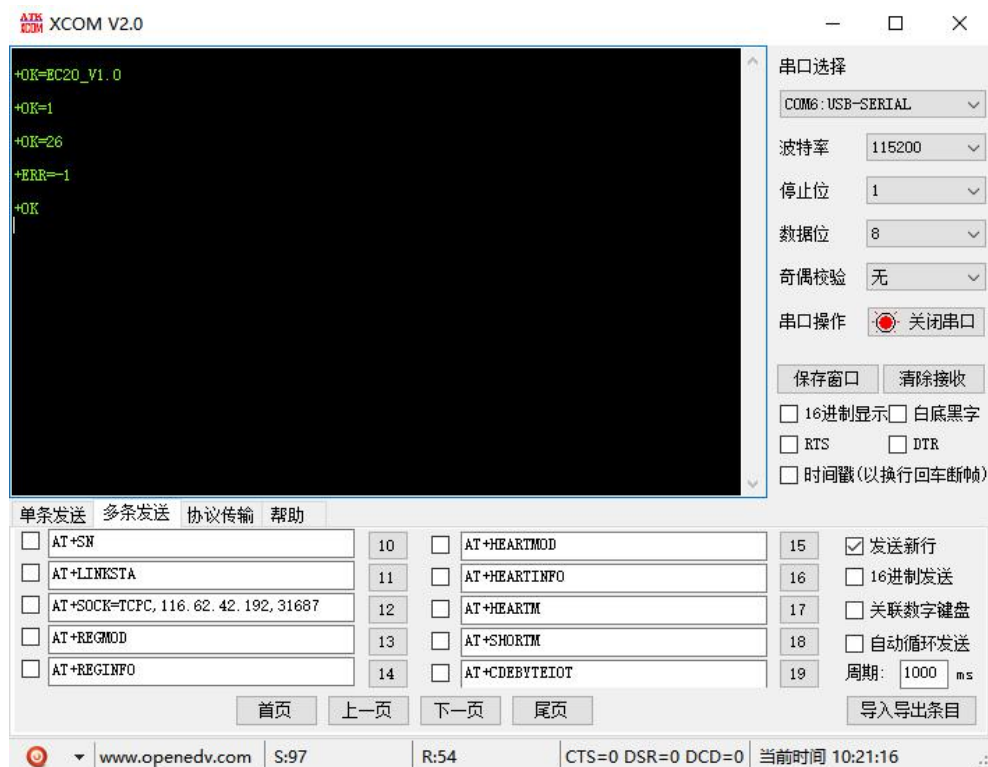 ATK XCOM XCOM V2.0
+OK=EC20_V1.0
+OK=1
+OK=26
+ERR=-1
+OK
串口选择
COM6:USB-SERIAL
波特率 115200
停止位 1
数据位 8
奇偶校验 无
串口操作 关闭串口
保存窗口 清除接收
16进制显示 白底黑字
RTS DTR
时间戳(以换行回车断帧)
单条发送 多条发送 协议传输 帮助
AT+SN 10 AT+HEARTMOD 15 发送新行
AT+LINKSTA 11 AT+HEARTINFO 16 16进制发送
AT+SOCK=TCPC,116.62.42.192,31687 12 AT+HEARTM 17 关联数字键盘
AT+REGMOD 13 AT+SHORTM 18 自动循环发送
AT+REGINFO 14 AT+CDEBYTEIOT 19 周期: 1000 ms
首页 上一页 下一页 尾页 导入导出条目
www.openedv.com S:97 R:54 CTS=0 DSR=0 DCD=0 当前时间 10:21:16